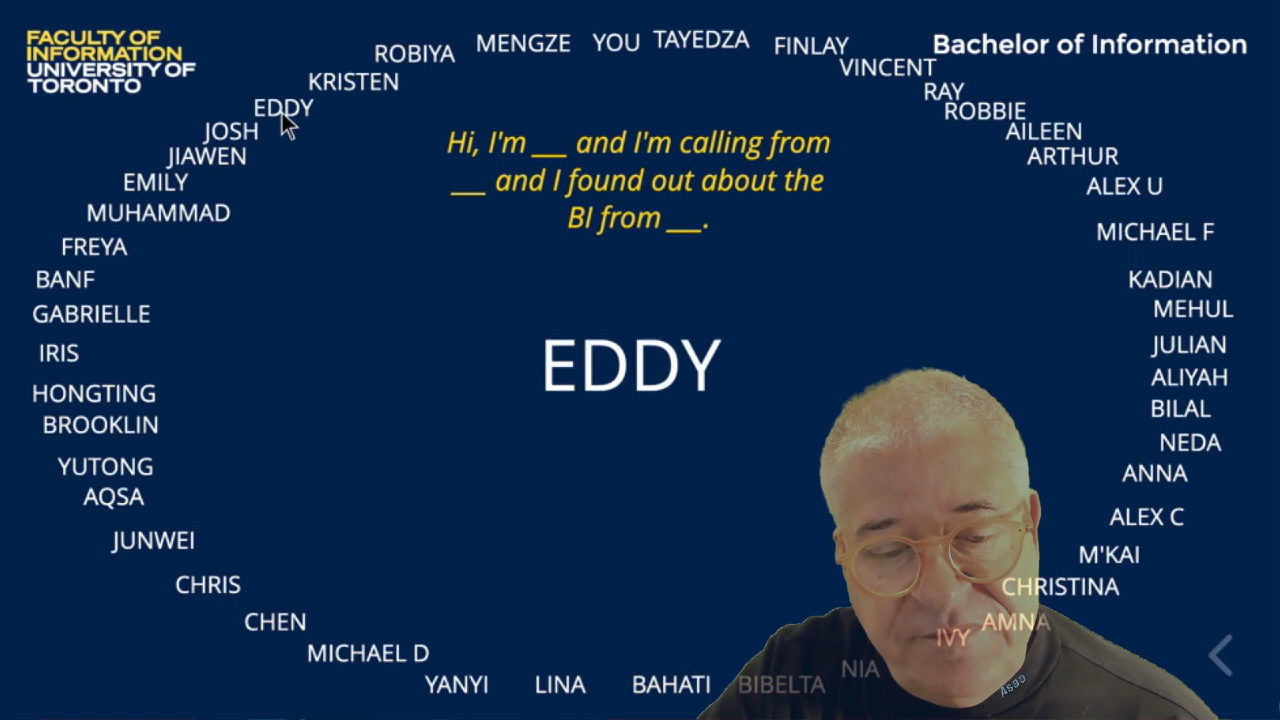 FACULTY OF
INFORMATION
UNIVERSITY OF
TORONTO
Bachelor of Information
ROBIYA
MENGZE
YOU
TAYEDZA
FINLAY
VINCENT
RAY
ROBBIE
AILEEN
ARTHUR
ALEX U
MICHAEL F
KADIAN
MEHUL
JULIAN
ALIYAH
BILAL
NEDA
ANNA
ALEX C
M'KAI
CHRISTINA
AMNA
IVY
NIA
BIBELTA
BAHATI
LINA
YANYI
MICHAEL D
CHEN
CHRIS
JUNWEI
AQSA
YUTONG
BROOKLIN
HONGTING
IRIS
GABRIELLE
BANF
FREYA
MUHAMMAD
EMILY
JIAWEN
JOSH
EDDY
KRISTEN
Hi, I'm ___ and I'm calling from
___ and I found out about the
BI from ___.
EDDY
Asaa